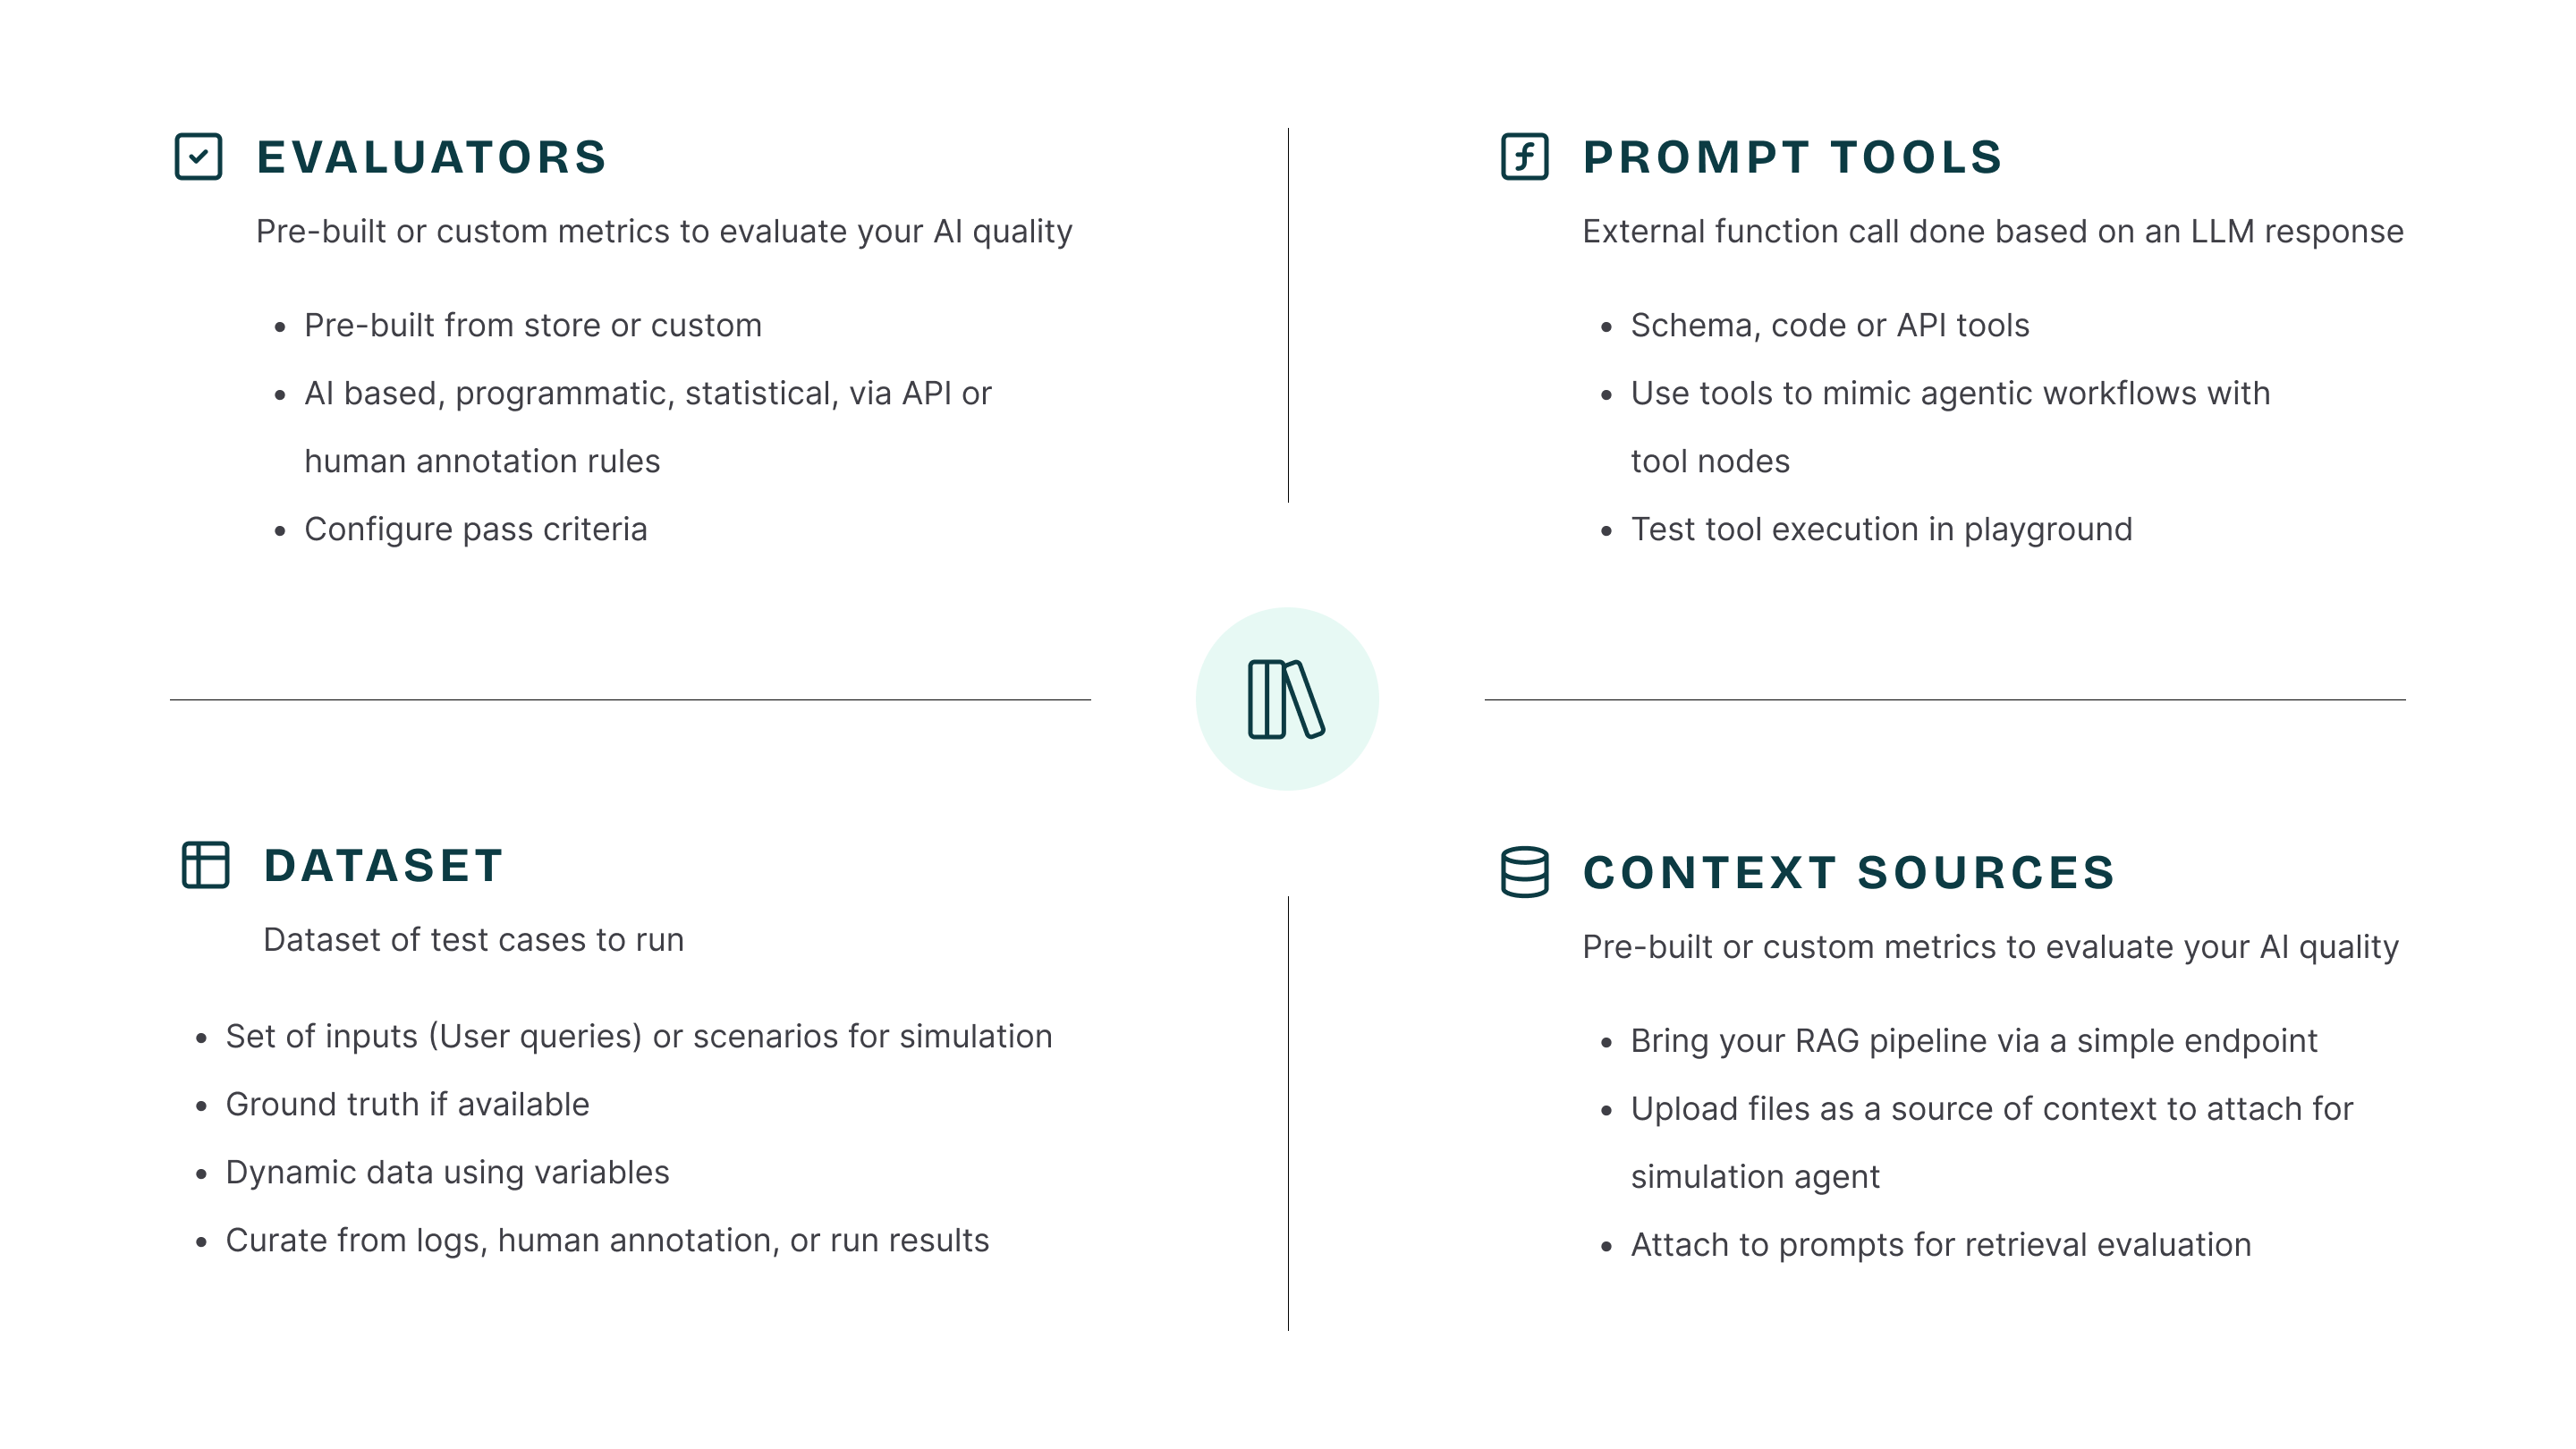 EVALUATORS
Pre-built or custom metrics to evaluate your AI quality
• Pre-built from store or custom
• AI based, programmatic, statistical, via API or
human annotation rules
• Configure pass criteria
PROMPT TOOLS
External function call done based on an LLM response
• Schema, code or API tools
• Use tools to mimic agentic workflows with
tool nodes
• Test tool execution in playground
DATASET
Dataset of test cases to run
• Set of inputs (User queries) or scenarios for simulation
• Ground truth if available
• Dynamic data using variables
• Curate from logs, human annotation, or run results
CONTEXT SOURCES
Pre-built or custom metrics to evaluate your AI quality
• Bring your RAG pipeline via a simple endpoint
• Upload files as a source of context to attach for
simulation agent
• Attach to prompts for retrieval evaluation